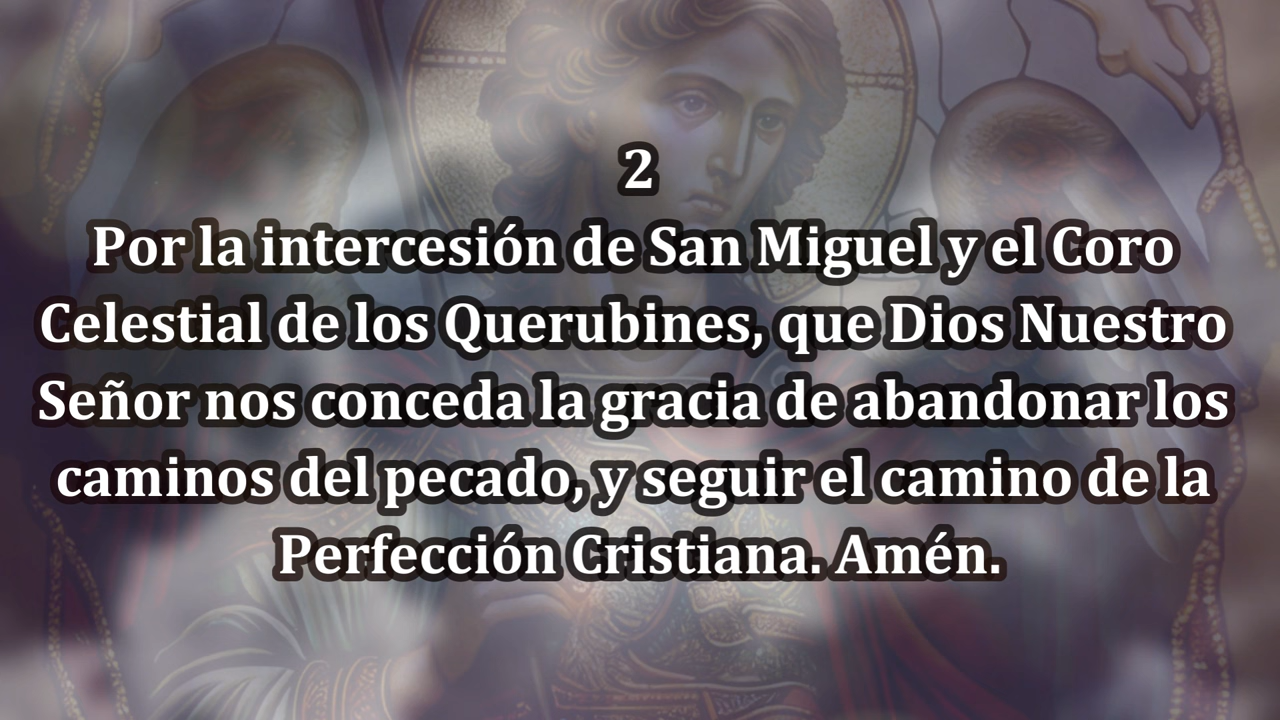 2
Por la intercesión de San Miguel y el Coro
Celestial de los Querubines, que Dios Nuestro
Señor nos conceda la gracia de abandonar los
caminos del pecado, y seguir el camino de la
Perfección Cristiana. Amén.